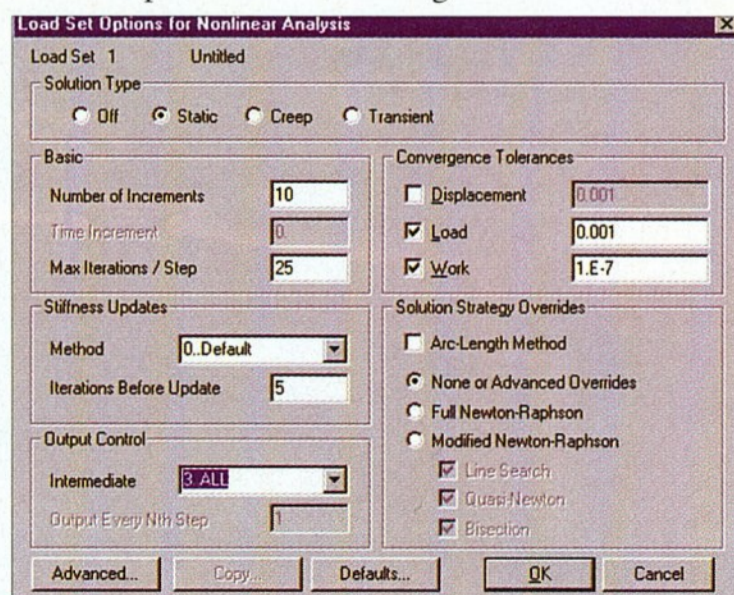 Load Set Options for Nonlinear Analysis
Load Set 1 Untitled
Solution Type
Off Static Creep Transient
Basic
Number of Increments 10
Time Increment 0.
Max Iterations / Step 25
Convergence Tolerances
Displacement 0.001
Load 0.001
Work 1.E-7
Stiffness Updates
Method 0..Default
Iterations Before Update 5
Solution Strategy Overrides
Arc-Length Method
None or Advanced Overrides
Full Newton-Raphson
Modified Newton-Raphson
Line Search
Quasi-Newton
Bisection
Output Control
Intermediate 3..ALL
Output Every Nth Step 1
Advanced... Copy... Defaults... OK Cancel